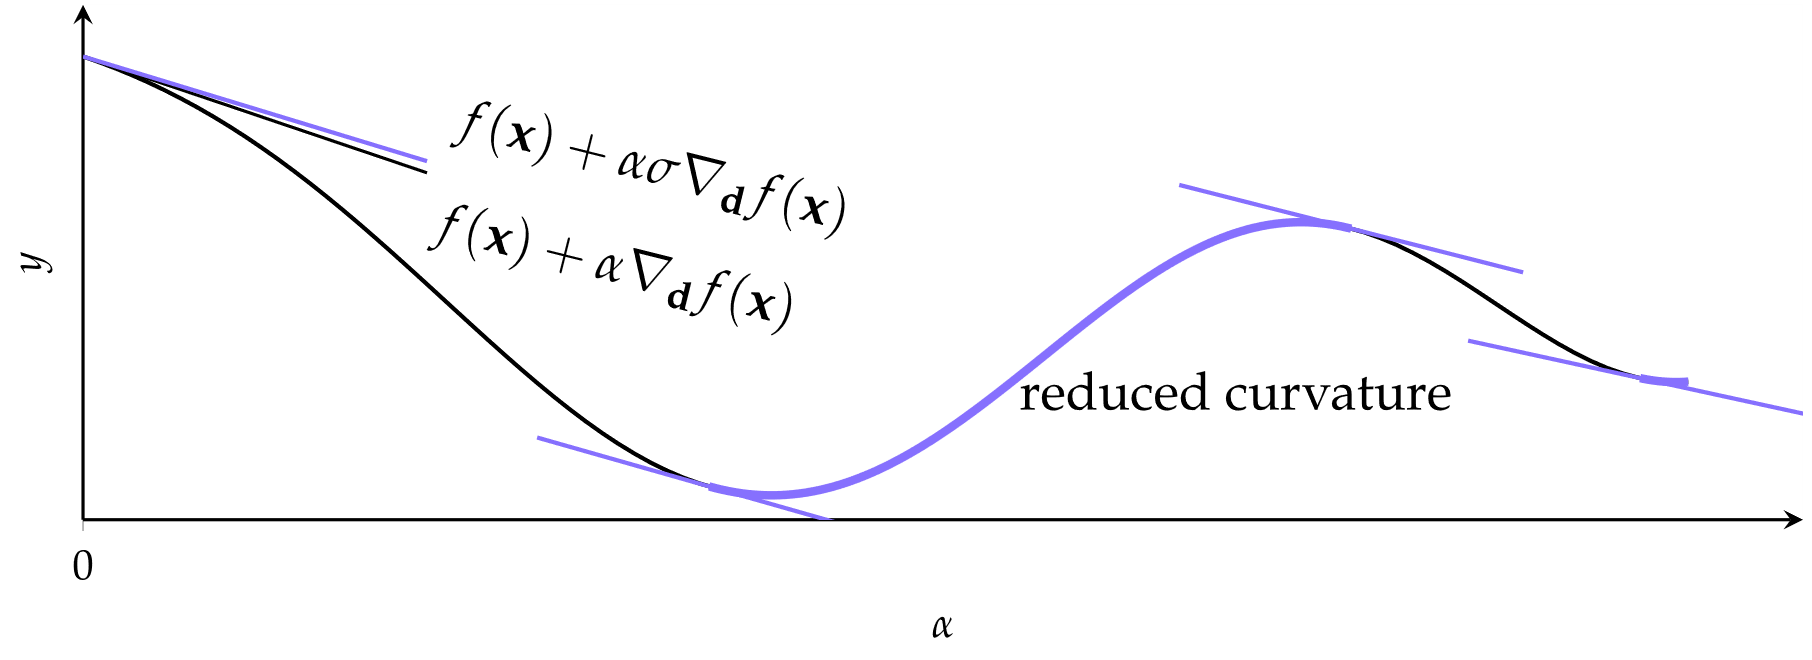 f(x) + ασ∇_d f(x)
f(x) + α∇_d f(x)
y
reduced curvature
0
α